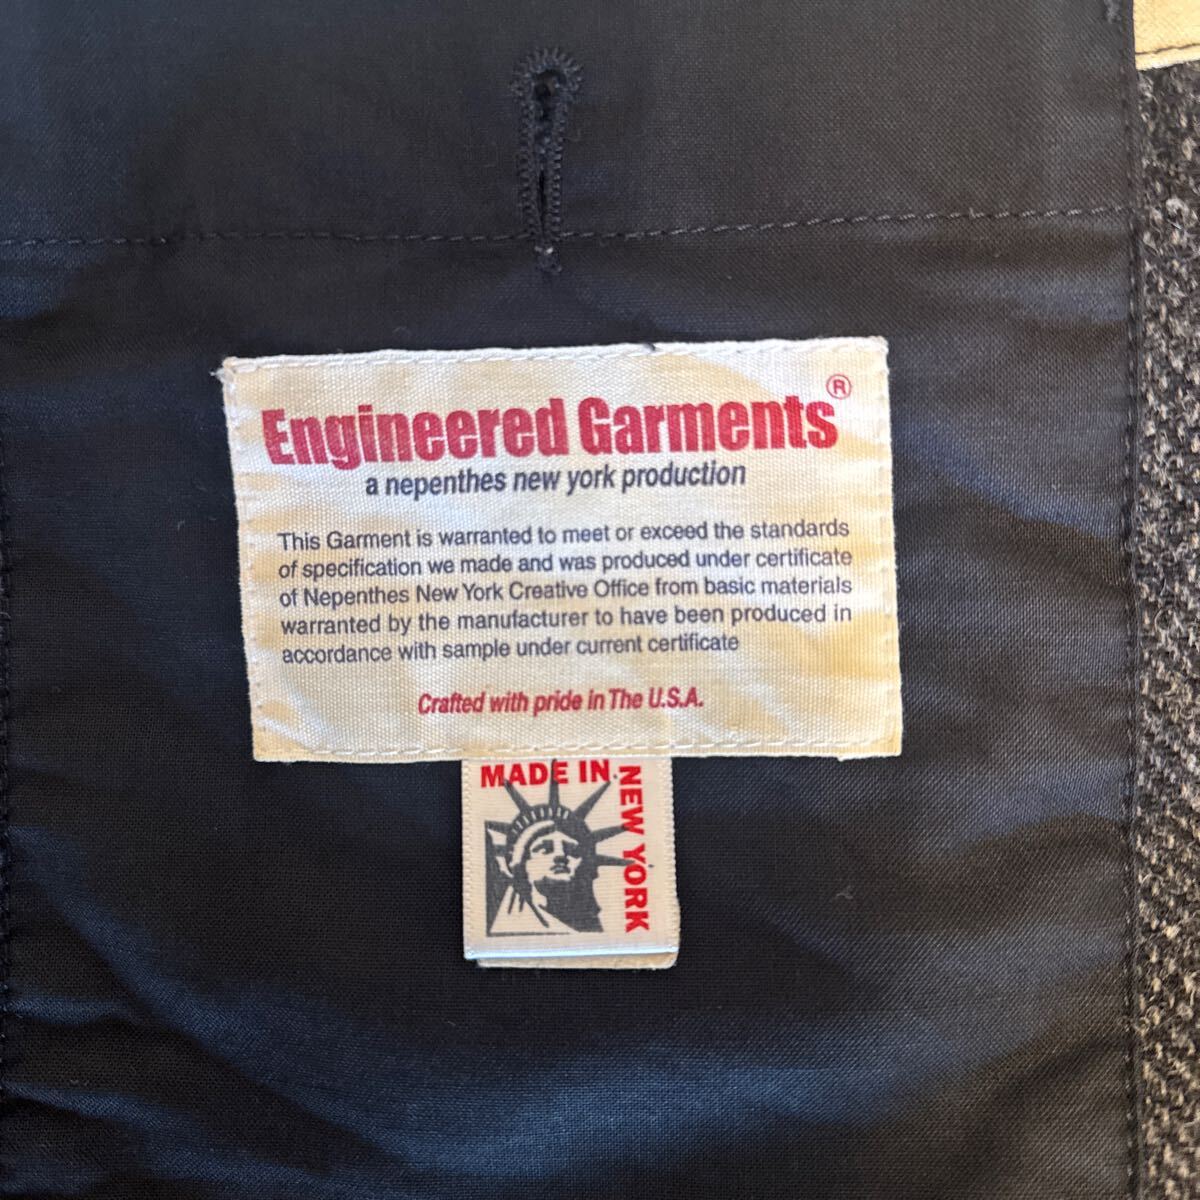 Engineered Garments®
a nepenthes new york production
This Garment is warranted to meet or exceed the standards
of specification we made and was produced under certificate
of Nepenthes New York Creative Office from basic materials
warranted by the manufacturer to have been produced in
accordance with sample under current certificate
Crafted with pride in The U.S.A.
MADE IN
NEW YORK